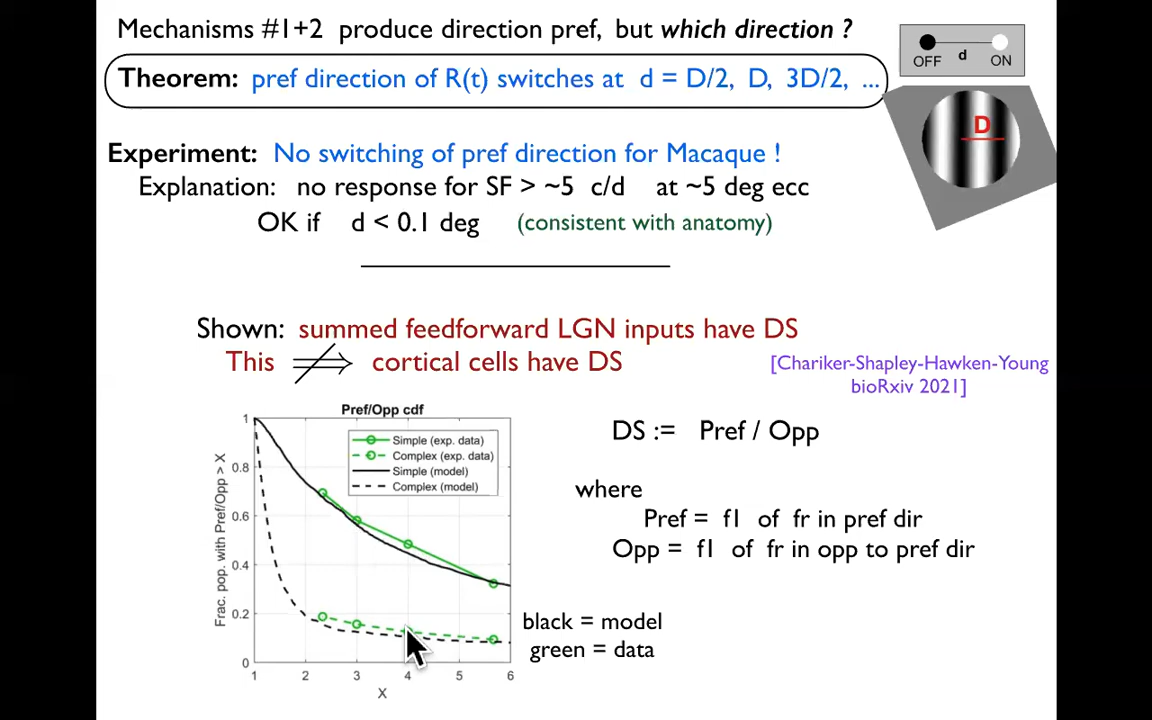 Mechanisms #1+2 produce direction pref, but which direction ?
OFF d ON
Theorem: pref direction of R(t) switches at d = D/2, D, 3D/2, ...
D
Experiment: No switching of pref direction for Macaque !
Explanation: no response for SF > ~5 c/d at ~5 deg ecc
OK if d < 0.1 deg (consistent with anatomy)
Shown: summed feedforward LGN inputs have DS
This ⇏ cortical cells have DS
[Chariker-Shapley-Hawken-Young
bioRxiv 2021]
Pref/Opp cdf
Simple (exp. data)
Complex (exp. data)
Simple (model)
Complex (model)
Frac. pop. with Pref/Opp > X
1
0.8
0.6
0.4
0.2
0
1 2 3 4 5 6
X
DS := Pref / Opp
where
Pref = f1 of fr in pref dir
Opp = f1 of fr in opp to pref dir
black = model
green = data